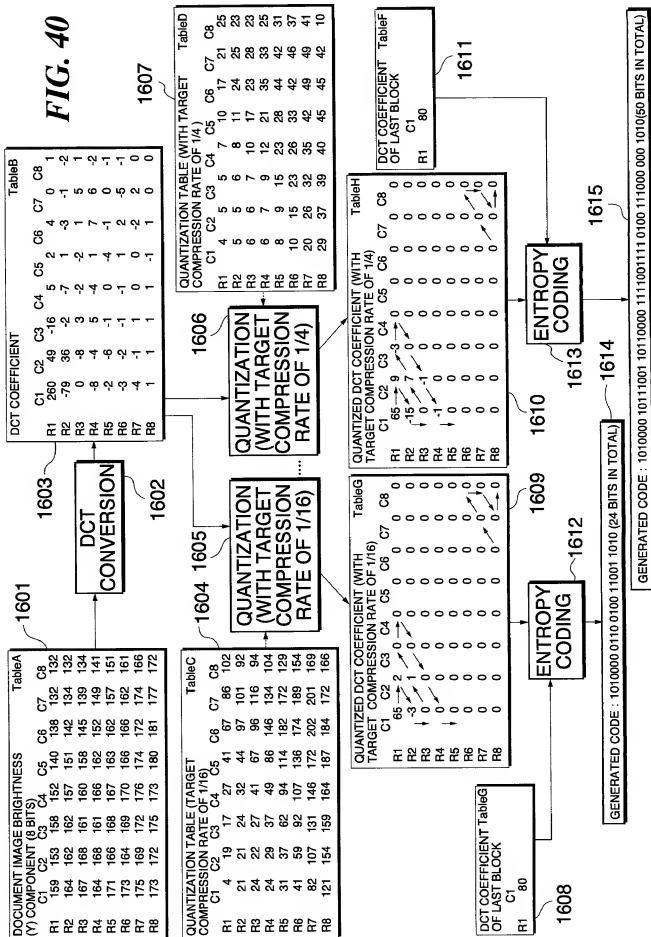 FIG. 40
DOCUMENT IMAGE BRIGHTNESS
(Y) COMPONENT (8 BITS) TableA
C1 C2 C3 C4 C5 C6 C7 C8
R1 159 153 158 152 140 138 132 132
R2 164 162 162 157 151 142 134 132
R3 167 168 161 160 158 145 139 134
R4 164 168 161 166 162 152 149 141
R5 171 166 168 167 163 162 157 151
R6 173 164 169 170 166 166 162 161
R7 175 169 172 176 174 172 174 166
R8 173 172 175 173 180 181 177 172
1601
DCT
CONVERSION
1602
DCT COEFFICIENT TableB
C1 C2 C3 C4 C5 C6 C7 C8
R1 260 49 -16 5 2 4 0 1
R2 -79 36 -2 -7 1 -3 -1 -2
R3 0 -8 3 1 2 -1 4 1
R4 -8 -4 5 -4 1 7 6 -2
R5 -2 -6 -1 0 -4 -1 5 -1
R6 -3 -2 -1 -1 0 2 -5 -1
R7 -4 -1 1 -1 0 -2 2 0
R8 1 1 1 -1 1 1 0 0
1603
QUANTIZATION TABLE (TARGET
COMPRESSION RATE OF 1/16) TableC
C1 C2 C3 C4 C5 C6 C7 C8
R1 4 19 17 27 41 67 86 102
R2 21 21 24 32 44 97 101 92
R3 24 22 27 41 67 96 116 94
R4 24 29 37 49 86 146 134 104
R5 31 37 62 94 114 182 174 129
R6 41 59 92 107 136 172 189 154
R7 82 107 131 146 172 202 201 169
R8 121 154 159 164 187 184 172 166
1604
1605
QUANTIZATION
(WITH TARGET
COMPRESSION
RATE OF 1/16)
1606
QUANTIZATION
(WITH TARGET
COMPRESSION
RATE OF 1/4)
1607
QUANTIZATION TABLE (WITH TARGET
COMPRESSION RATE OF 1/4) TableD
C1 C2 C3 C4 C5 C6 C7 C8
R1 4 5 5 5 7 17 21 25
R2 5 5 6 8 10 24 25 23
R3 6 6 7 10 11 17 28 23
R4 6 7 9 12 21 35 33 25
R5 8 9 15 23 28 44 42 31
R6 10 15 23 26 33 42 46 37
R7 20 26 32 35 42 49 49 41
R8 29 37 39 40 45 45 42 10
DCT COEFFICIENT TableG
OF LAST BLOCK
C1
R1 80
1608
QUANTIZED DCT COEFFICIENT (WITH
TARGET COMPRESSION RATE OF 1/16) TableG
C1 C2 C3 C4 C5 C6 C7 C8
R1 65 2 0 0 0 0 0 0
R2 -3 1 0 0 0 0 0 0
R3 0 0 0 0 0 0 0 0
R4 0 0 0 0 0 0 0 0
R5 0 0 0 0 0 0 0 0
R6 0 0 0 0 0 0 0 0
R7 0 0 0 0 0 0 0 0
R8 0 0 0 0 0 0 0 0
1609
QUANTIZED DCT COEFFICIENT (WITH
TARGET COMPRESSION RATE OF 1/4) TableH
C1 C2 C3 C4 C5 C6 C7 C8
R1 65 9 -3 0 0 0 0 0
R2 -15 7 0 0 0 0 0 0
R3 0 -1 0 0 0 0 0 0
R4 -1 0 0 0 0 0 0 0
R5 0 0 0 0 0 0 0 0
R6 0 0 0 0 0 0 0 0
R7 0 0 0 0 0 0 0 0
R8 0 0 0 0 0 0 0 0
1610
DCT COEFFICIENT TableF
OF LAST BLOCK
C1
R1 80
1611
ENTROPY
CODING
1612
ENTROPY
CODING
1613
1614
GENERATED CODE : 1010000 0110 0100 11001 1010 (24 BITS IN TOTAL)
1615
GENERATED CODE : 1010000 10111001 10110000 1111001111 0100 111000 000 1010(50 BITS IN TOTAL)